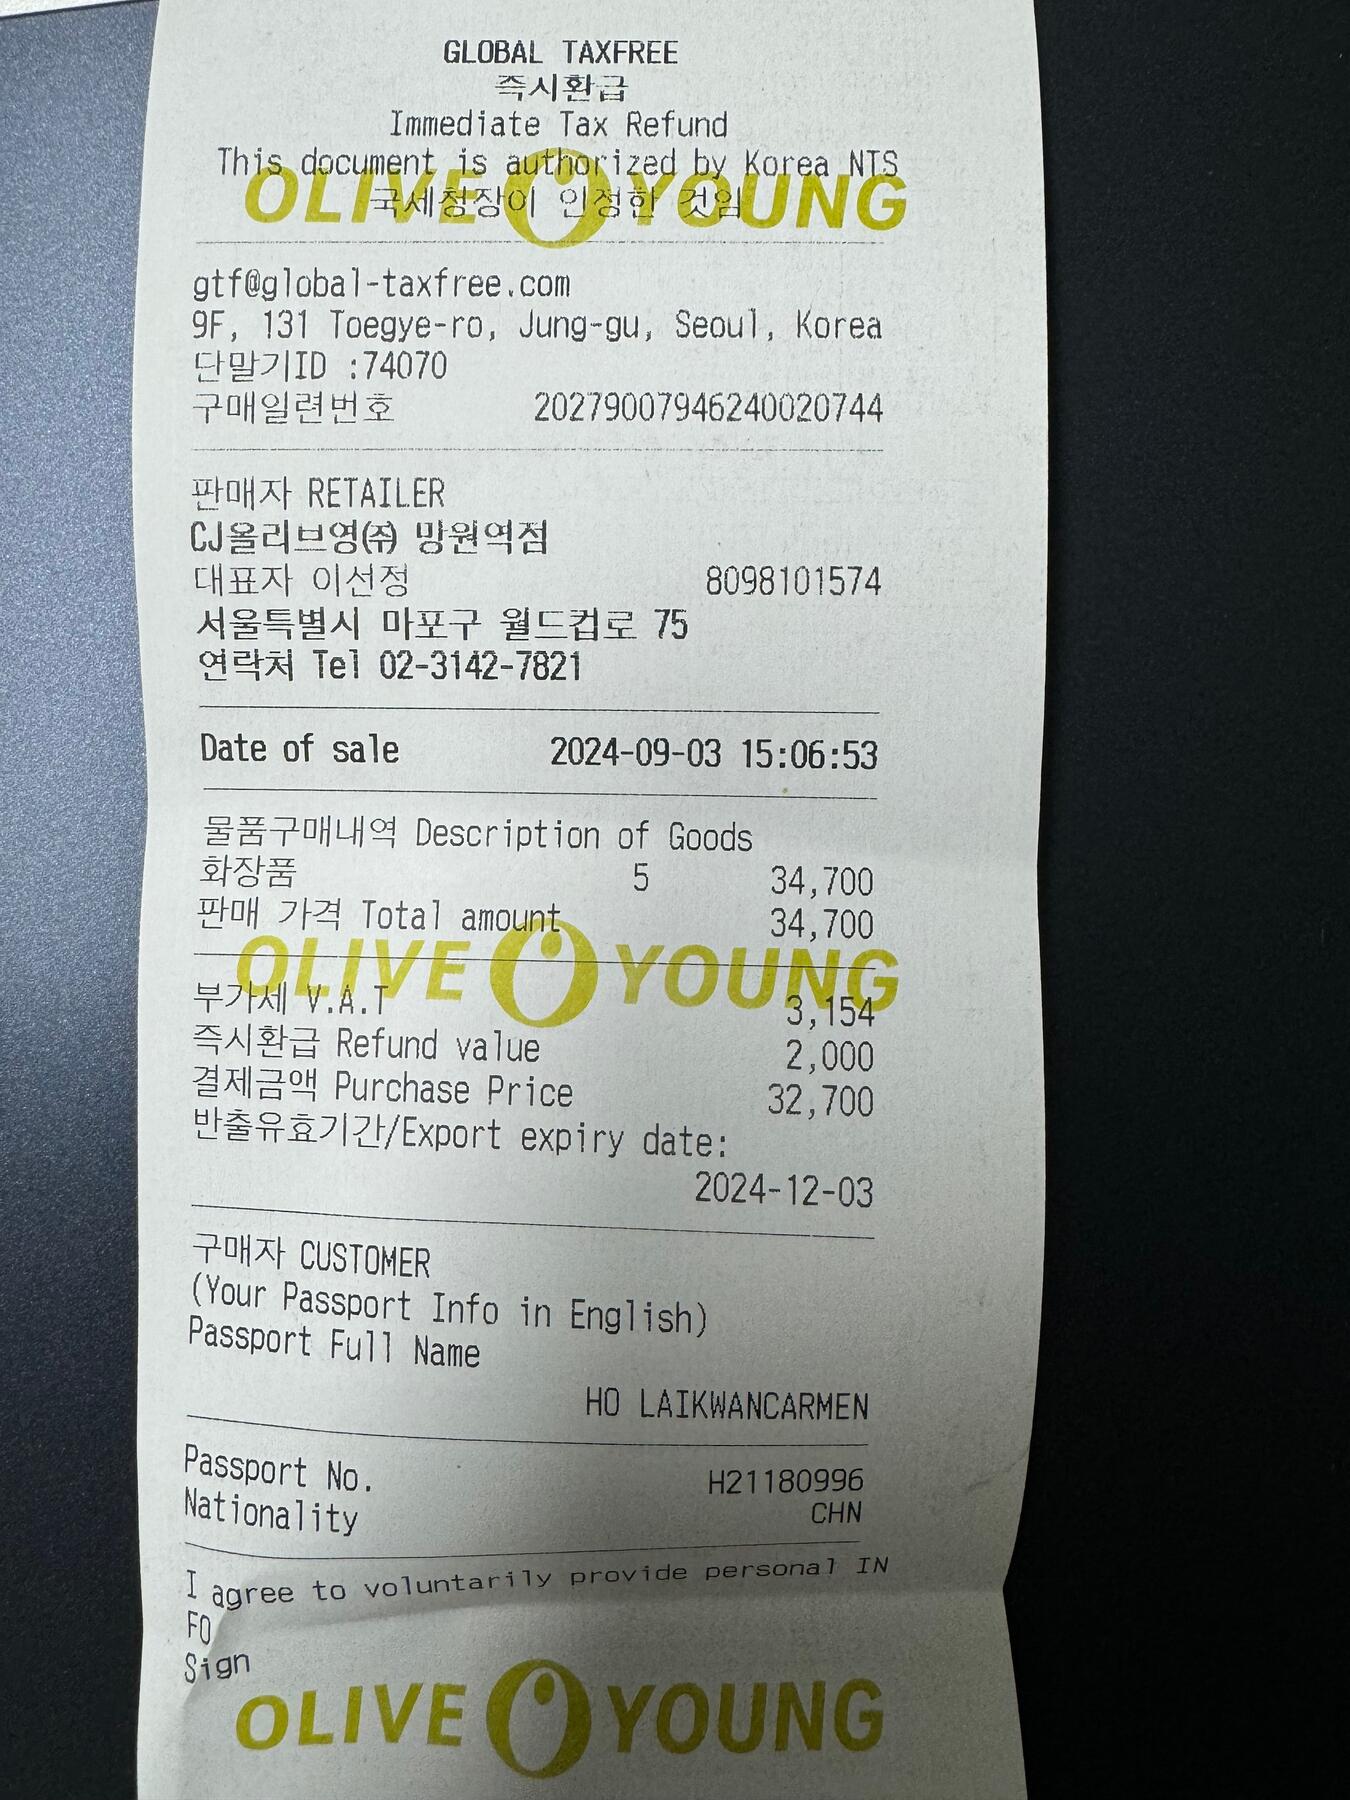 GLOBAL TAXFREE
즉시환급
Immediate Tax Refund
This document is authorized by Korea NTS
국세청장이 인정한 것임
OLIVE YOUNG
gtf@global-taxfree.com
9F, 131 Toegye-ro, Jung-gu, Seoul, Korea
단말기ID :74070
구매일련번호 20279007946240020744
판매자 RETAILER
CJ올리브영㈜ 망원역점
대표자 이선정 8098101574
서울특별시 마포구 월드컵로 75
연락처 Tel 02-3142-7821
Date of sale 2024-09-03 15:06:53
물품구매내역 Description of Goods
화장품 5 34,700
판매 가격 Total amount 34,700
OLIVE YOUNG
부가세 V.A.T 3,154
즉시환급 Refund value 2,000
결제금액 Purchase Price 32,700
반출유효기간/Export expiry date:
2024-12-03
구매자 CUSTOMER
(Your Passport Info in English)
Passport Full Name
HO LAIKWANCARMEN
Passport No. H21180996
Nationality CHN
I agree to voluntarily provide personal IN
FO
Sign
OLIVE YOUNG